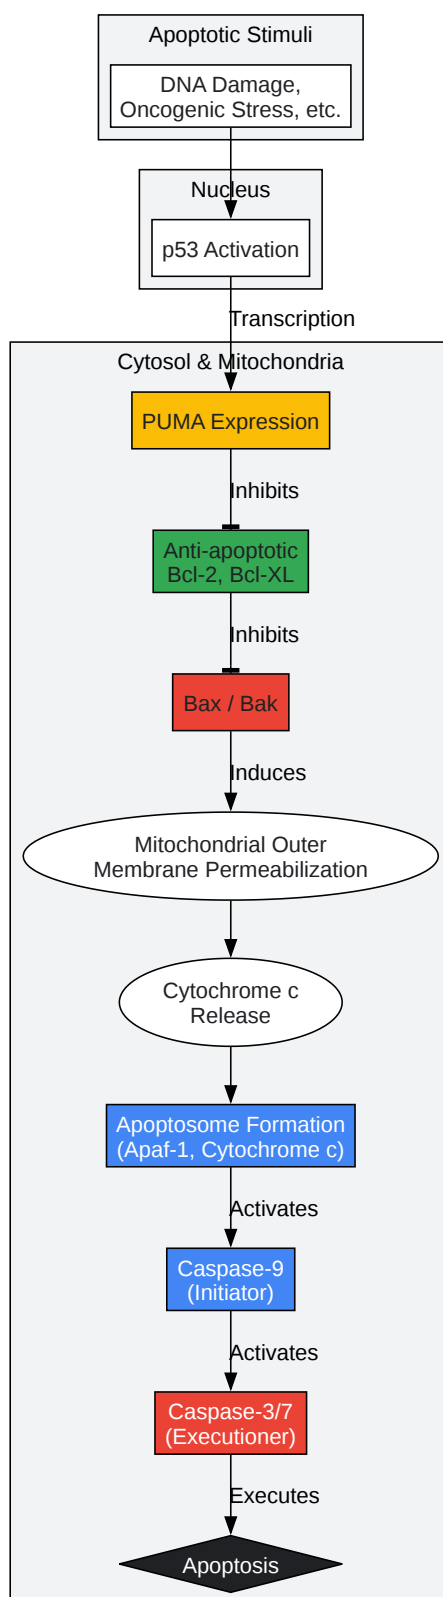 Apoptotic Stimuli
DNA Damage,
Oncogenic Stress, etc.
Nucleus
p53 Activation
Transcription
Cytosol & Mitochondria
PUMA Expression
Inhibits
Anti-apoptotic
Bcl-2, Bcl-XL
Inhibits
Bax / Bak
Induces
Mitochondrial Outer
Membrane Permeabilization
Cytochrome c
Release
Apoptosome Formation
(Apaf-1, Cytochrome c)
Activates
Caspase-9
(Initiator)
Activates
Caspase-3/7
(Executioner)
Executes
Apoptosis